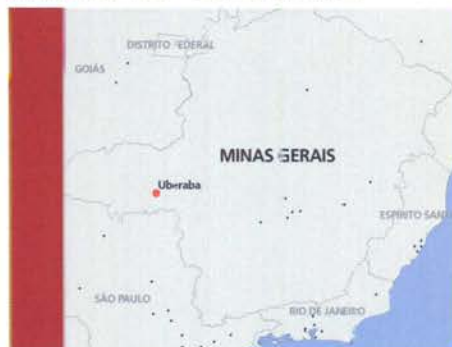 DISTRITO FEDERAL
GOIÁS
MINAS GERAIS
Uberaba
ESPÍRITO SAN
SÃO PAULO
RIO DE JANEIRO